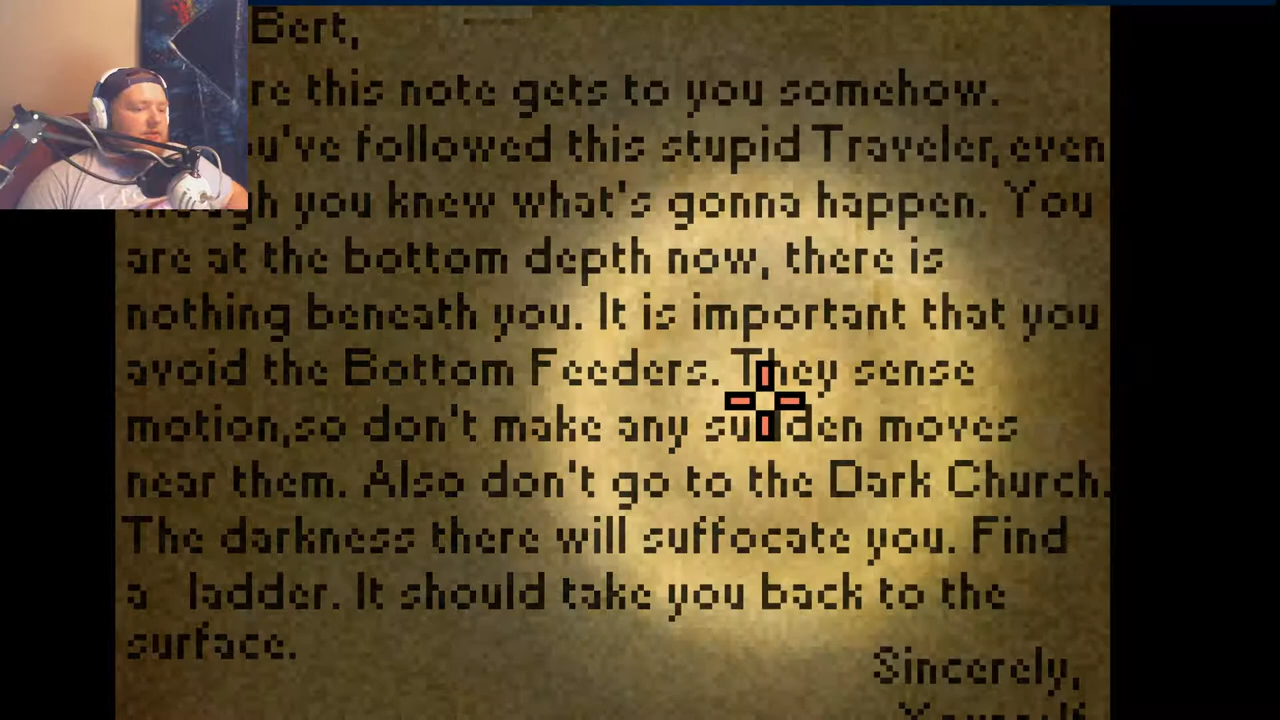 Bert,
re this note gets to you somehow.
u've followed this stupid Traveler, even
you knew what's gonna happen. You
are at the bottom depth now, there is
nothing beneath you. It is important that you
avoid the Bottom Feeders. They sense
motion,so don't make any sudden moves
near them. Also don't go to the Dark Church.
The darkness there will suffocate you. Find
a ladder. It should take you back to the
surface.
Sincerely,
Yourself